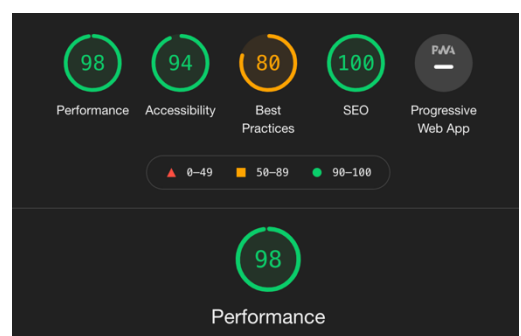 98 94 80 100 PWA
Performance Accessibility Best Practices SEO Progressive Web App
0–49 50–89 90–100
98
Performance